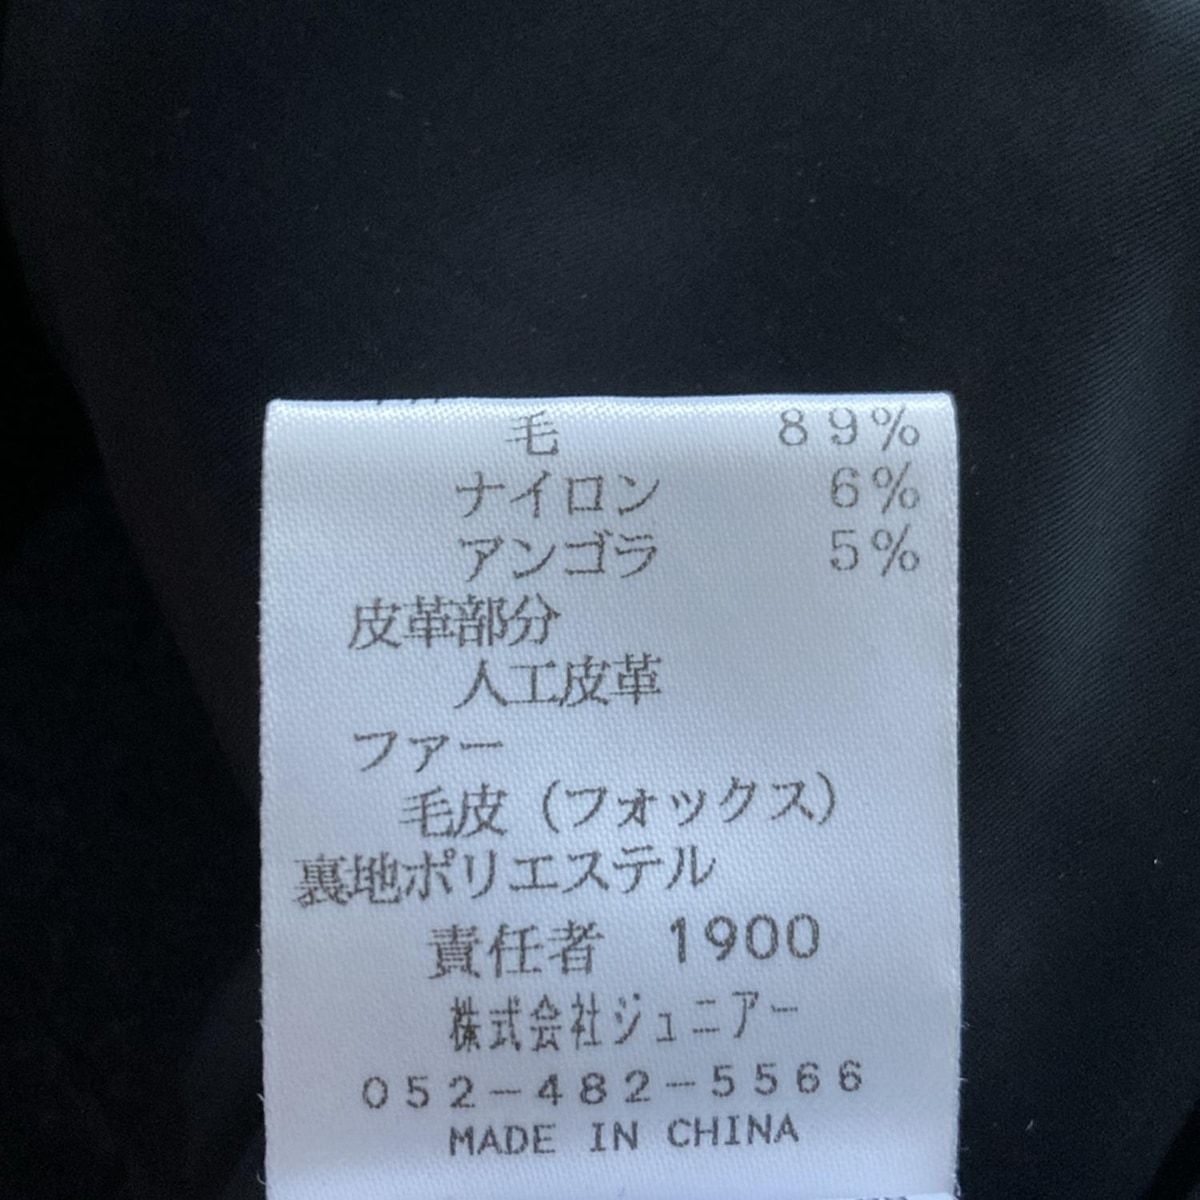 毛 89%
ナイロン 6%
アンゴラ 5%
皮革部分
人工皮革
ファー
毛皮(フォックス)
裏地ポリエステル
責任者 1900
株式会社ジュニアー
052-482-5566
MADE IN CHINA